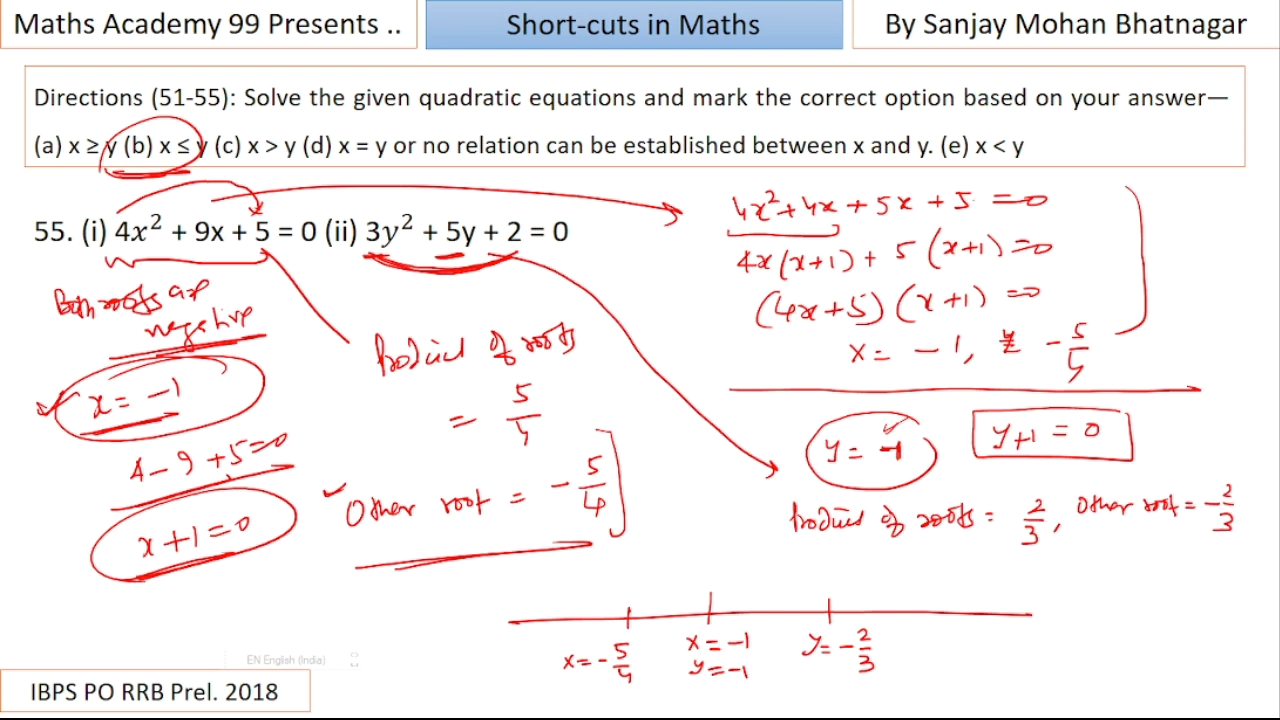 Maths Academy 99 Presents ..
Short-cuts in Maths
By Sanjay Mohan Bhatnagar
Directions (51-55): Solve the given quadratic equations and mark the correct option based on your answer—
(a) x ≥ y (b) x ≤ y (c) x > y (d) x = y or no relation can be established between x and y. (e) x < y
55. (i) 4x² + 9x + 5 = 0 (ii) 3y² + 5y + 2 = 0
4x² + 4x + 5x + 5 = 0
4x(x+1) + 5(x+1) = 0
(4x+5)(x+1) = 0
x = -1, -5/4
Both roots are
negative
x = -1
4 - 9 + 5 = 0
x + 1 = 0
Product of roots
= 5/4
Other root = -5/4
y = -1
y + 1 = 0
Product of roots = 2/3, Other root = -2/3
x = -5/4
x = -1
y = -1
y = -2/3
EN English (India)
IBPS PO RRB Prel. 2018